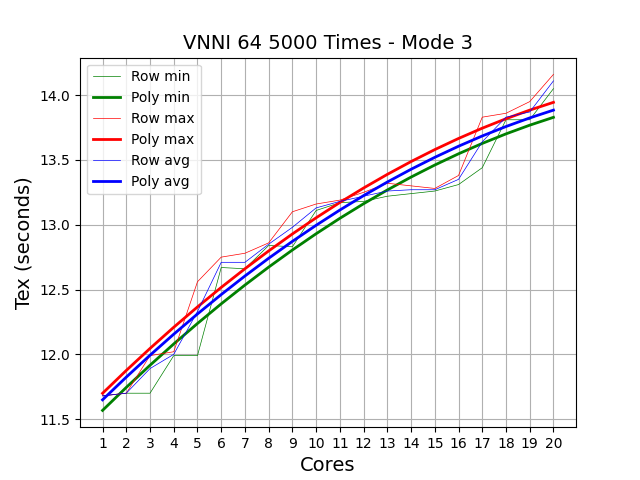 VNNI 64 5000 Times - Mode 3
Row min
Poly min
Row max
Poly max
Row avg
Poly avg
Tex (seconds)
14.0
13.5
13.0
12.5
12.0
11.5
1 2 3 4 5 6 7 8 9 10 11 12 13 14 15 16 17 18 19 20
Cores